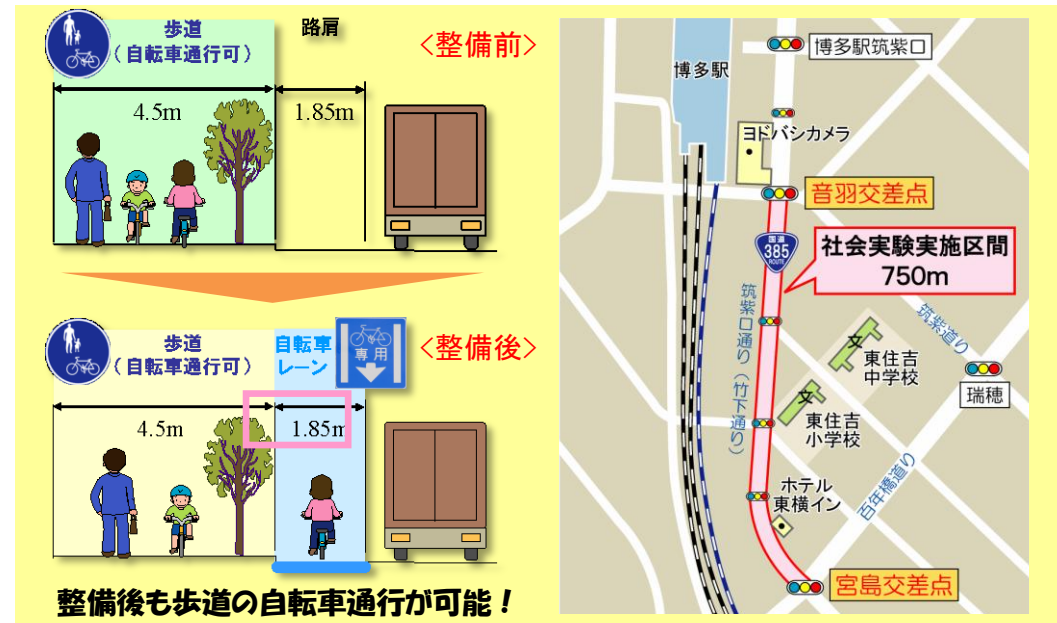 歩道
(自転車通行可)
路肩
<整備前>
4.5m
1.85m
歩道
(自転車通行可)
自転車
レーン
専用
<整備後>
4.5m
1.85m
整備後も歩道の自転車通行が可能!
博多駅筑紫口
博多駅
ヨドバシカメラ
音羽交差点
国道
385
ROUTE
社会実験実施区間
750m
筑紫口通り(竹下通り)
筑紫通り
文
東住吉
中学校
瑞穂
文
東住吉
小学校
ホテル
東横イン
百年橋通り
宮島交差点